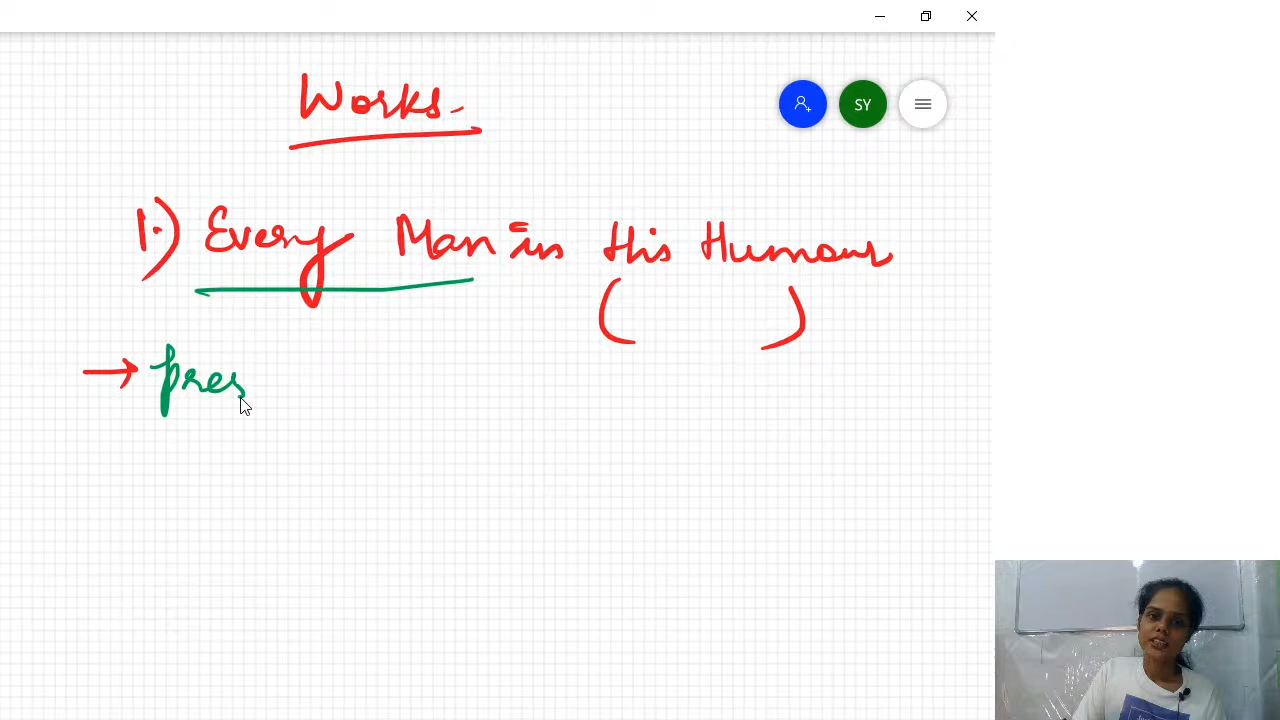 SY
Works.
1.) Every Man in His Humour
( )
→ pres